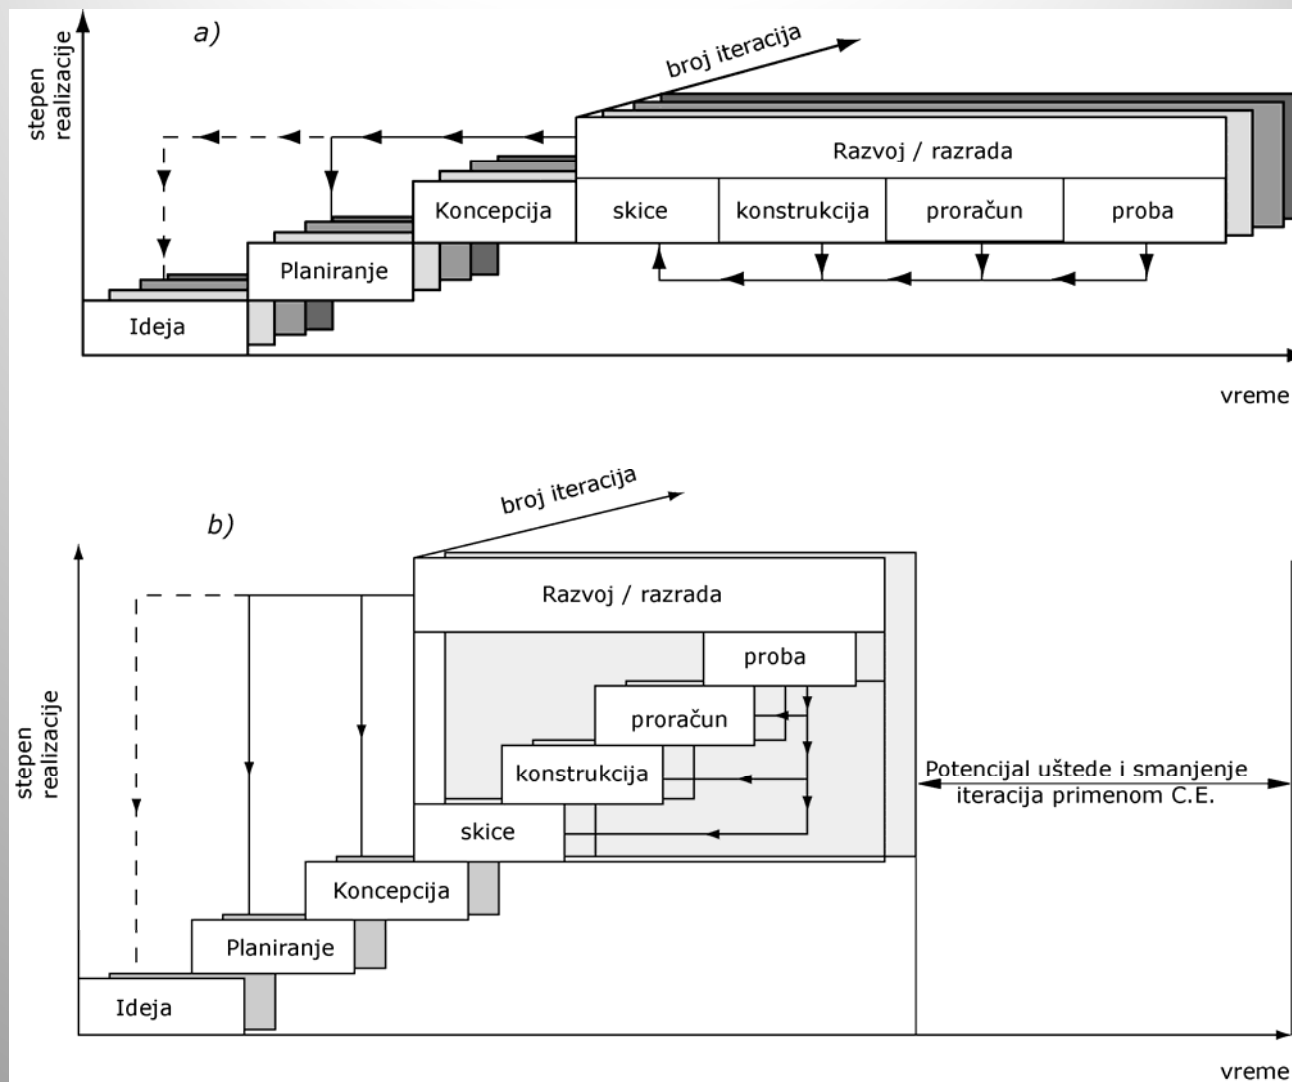 a)
broj iteracija
stepen
realizacije
Razvoj / razrada
Koncepcija
skice
konstrukcija
proračun
proba
Planiranje
Ideja
vreme
broj iteracija
b)
Razvoj / razrada
proba
proračun
stepen
realizacije
konstrukcija
Potencijal uštede i smanjenje
iteracija primenom C.E.
skice
Koncepcija
Planiranje
Ideja
vreme